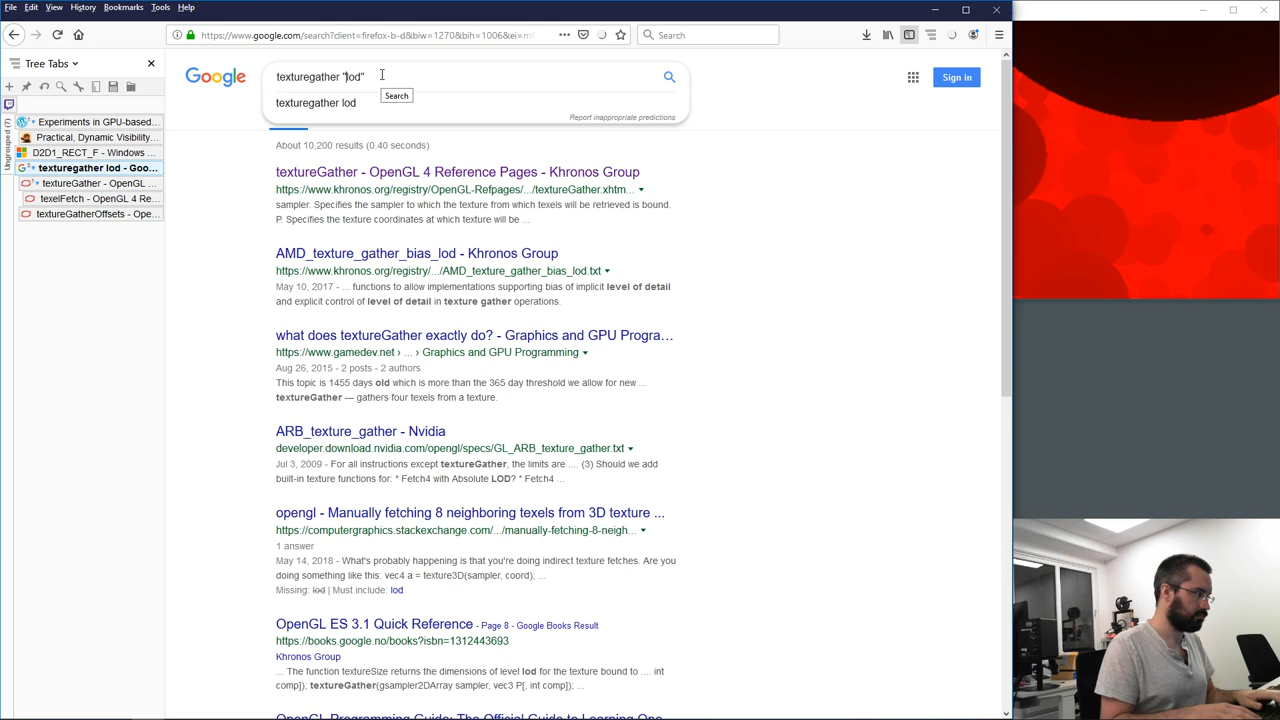 File Edit View History Bookmarks Tools Help
https://www.google.com/search?client=firefox-b-d&biw=1270&bih=1006&ei=m
Search
Tree Tabs
Ungrouped (7)
Experiments in GPU-based...
Practical, Dynamic Visibility...
D2D1_RECT_F - Windows ...
texturegather lod - Goo...
textureGather - OpenGL ...
texelFetch - OpenGL 4 Re...
textureGatherOffsets - Ope...
Google
texturegather "lod"
Sign in
Search
texturegather lod
Report inappropriate predictions
About 10,200 results (0.40 seconds)
textureGather - OpenGL 4 Reference Pages - Khronos Group
https://www.khronos.org/registry/OpenGL-Refpages/.../textureGather.xhtm...
sampler. Specifies the sampler to which the texture from which texels will be retrieved is bound.
P. Specifies the texture coordinates at which texture will be ...
AMD_texture_gather_bias_lod - Khronos Group
https://www.khronos.org/registry/.../AMD_texture_gather_bias_lod.txt
May 10, 2017 - ... functions to allow implementations supporting bias of implicit level of detail
and explicit control of level of detail in texture gather operations.
what does textureGather exactly do? - Graphics and GPU Progra...
https://www.gamedev.net › ... › Graphics and GPU Programming
Aug 26, 2015 - 2 posts - 2 authors
This topic is 1455 days old which is more than the 365 day threshold we allow for new ...
textureGather — gathers four texels from a texture.
ARB_texture_gather - Nvidia
developer.download.nvidia.com/opengl/specs/GL_ARB_texture_gather.txt
Jul 3, 2009 - For all instructions except textureGather, the limits are .... (3) Should we add
built-in texture functions for: * Fetch4 with Absolute LOD? * Fetch4 ...
opengl - Manually fetching 8 neighboring texels from 3D texture ...
https://computergraphics.stackexchange.com/.../manually-fetching-8-neigh...
1 answer
May 14, 2018 - What's probably happening is that you're doing indirect texture fetches. Are you
doing something like this: vec4 a = texture3D(sampler, coord); ...
Missing: lod | Must include: lod
OpenGL ES 3.1 Quick Reference - Page 8 - Google Books Result
https://books.google.no/books?isbn=1312443693
Khronos Group
... The function textureSize returns the dimensions of level lod for the texture bound to .... int
comp]); textureGather(gsampler2DArray sampler, vec3 P[, int comp]); ...
OpenGL Programming Guide: The Official Guide to Learning Ope